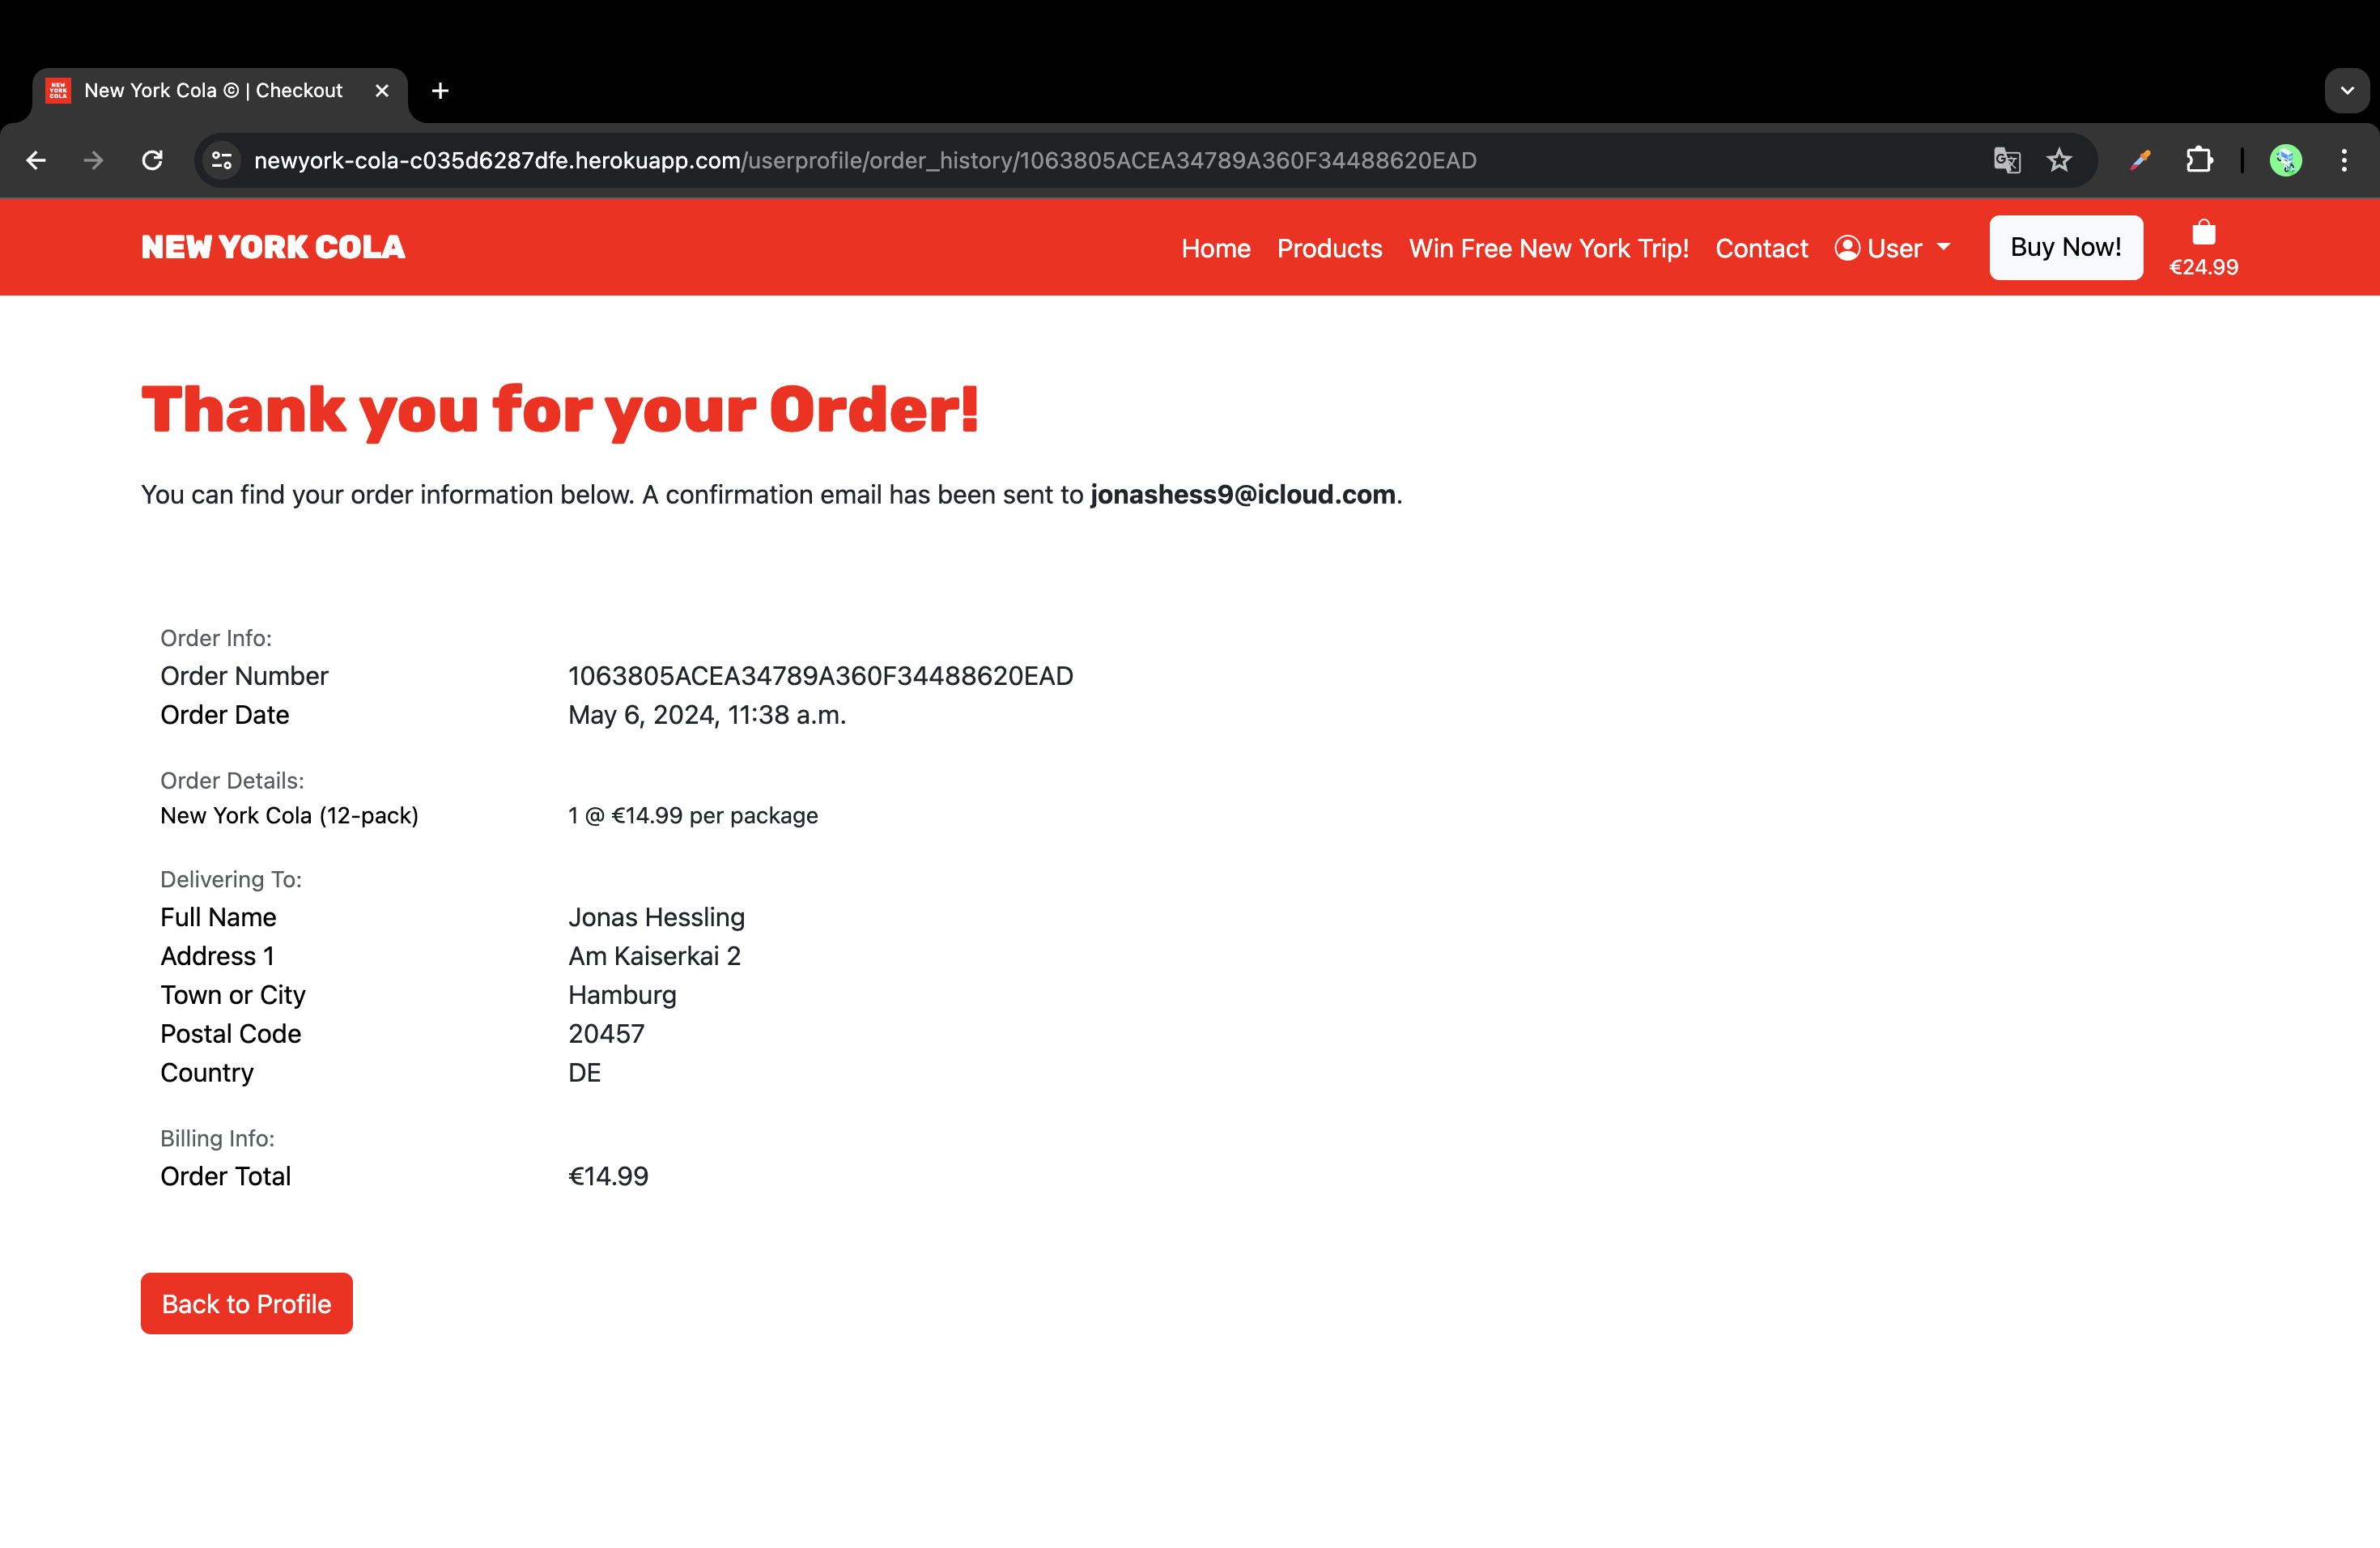 NEW YORK COLA
New York Cola © | Checkout
newyork-cola-c035d6287dfe.herokuapp.com/userprofile/order_history/1063805ACEA34789A360F34488620EAD
NEW YORK COLA
Home
Products
Win Free New York Trip!
Contact
User
Buy Now!
€24.99
Thank you for your Order!
You can find your order information below. A confirmation email has been sent to jonashess9@icloud.com.
Order Info:
Order Number 1063805ACEA34789A360F34488620EAD
Order Date May 6, 2024, 11:38 a.m.
Order Details:
New York Cola (12-pack) 1 @ €14.99 per package
Delivering To:
Full Name Jonas Hessling
Address 1 Am Kaiserkai 2
Town or City Hamburg
Postal Code 20457
Country DE
Billing Info:
Order Total €14.99
Back to Profile